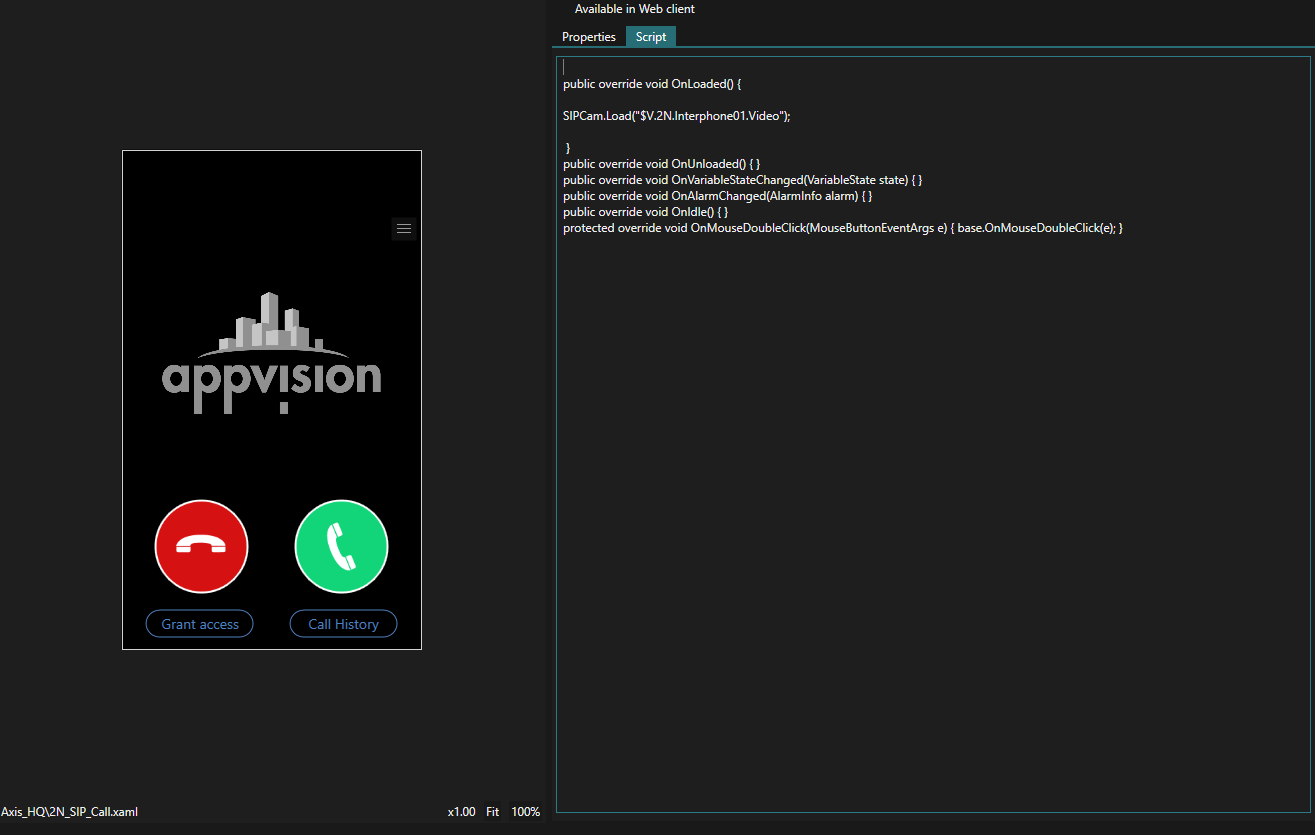 Available in Web client
Properties
Script
public override void OnLoaded() {
SIPCam.Load("$V.2N.Interphone01.Video");
}
public override void OnUnloaded() { }
public override void OnVariableStateChanged(VariableState state) { }
public override void OnAlarmChanged(AlarmInfo alarm) { }
public override void OnIdle() { }
protected override void OnMouseDoubleClick(MouseButtonEventArgs e) { base.OnMouseDoubleClick(e); }
appvision
Grant access
Call History
Axis_HQ\2N_SIP_Call.xaml
x1.00 Fit 100%